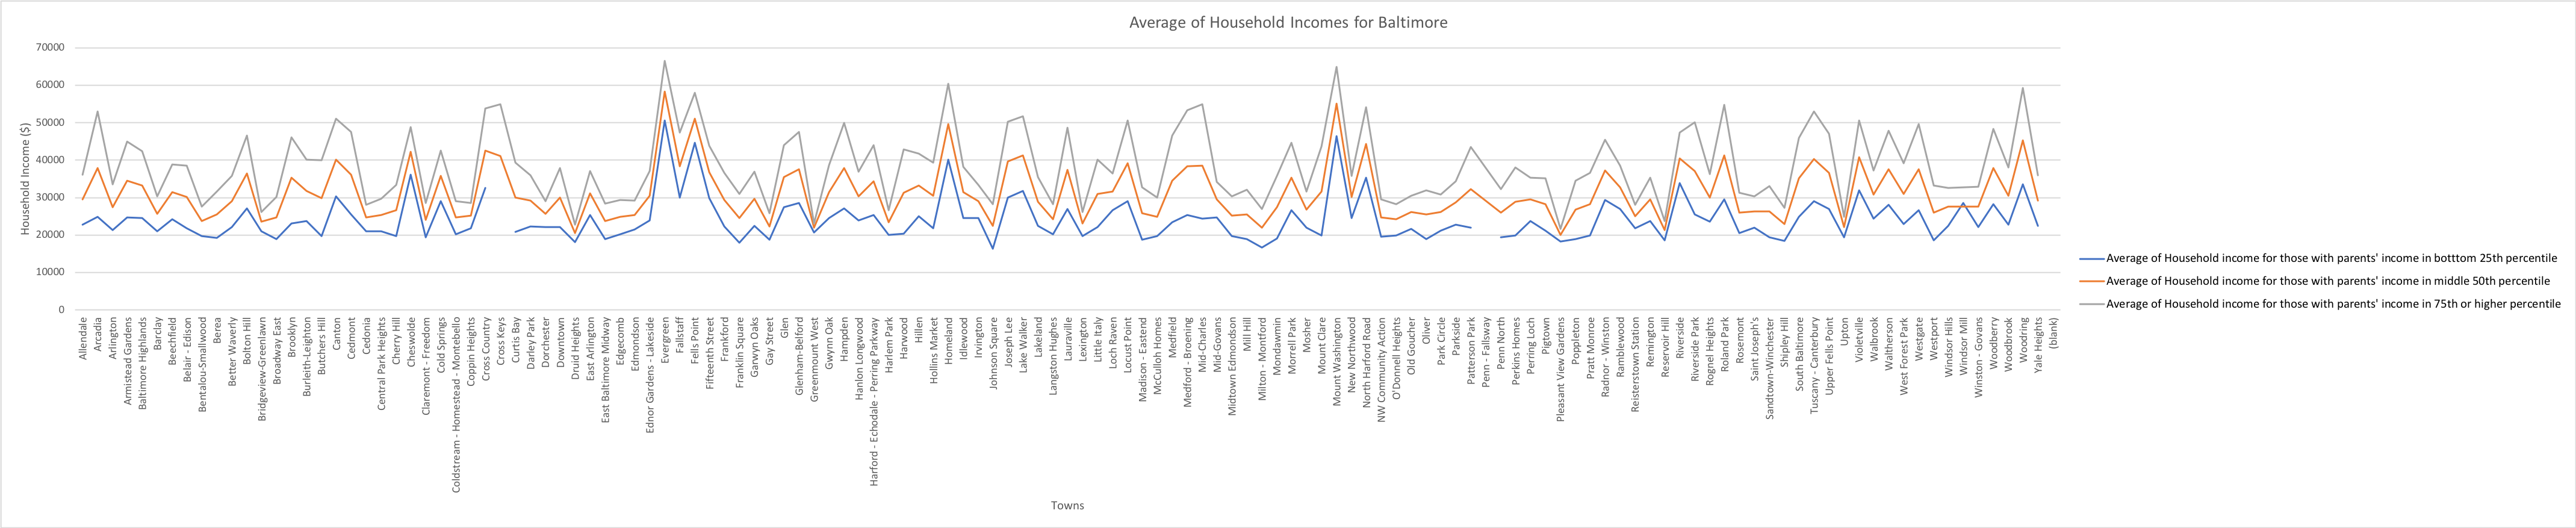 Average of Household Incomes for Baltimore
Household Income ($)
70000
60000
50000
40000
30000
20000
10000
0
Allendale
Arcadia
Arlington
Armistead Gardens
Baltimore Highlands
Barclay
Beechfield
Belair - Edison
Bentalou-Smallwood
Berea
Better Waverly
Bolton Hill
Bridgeview-Greenlawn
Broadway East
Brooklyn
Burleith-Leighton
Butchers Hill
Canton
Cedmont
Cedonia
Central Park Heights
Cherry Hill
Cheswolde
Claremont - Freedom
Cold Springs
Coldstream - Homestead - Montebello
Coppin Heights
Cross Country
Cross Keys
Curtis Bay
Darley Park
Dorchester
Downtown
Druid Heights
East Arlington
East Baltimore Midway
Edgecomb
Edmondson
Ednor Gardens - Lakeside
Evergreen
Fallstaff
Fells Point
Fifteenth Street
Frankford
Franklin Square
Garwyn Oaks
Gay Street
Glen
Glenham-Belford
Greenmount West
Gwynn Oak
Hampden
Hanlon Longwood
Harford - Echodale - Perring Parkway
Harlem Park
Harwood
Hillen
Hollins Market
Homeland
Idlewood
Irvington
Johnson Square
Joseph Lee
Lake Walker
Lakeland
Langston Hughes
Lauraville
Lexington
Little Italy
Loch Raven
Locust Point
Madison - Eastend
McCulloh Homes
Medfield
Medford - Broening
Mid-Charles
Mid-Govans
Midtown Edmondson
Mill Hill
Milton - Montford
Mondawmin
Morrell Park
Mosher
Mount Clare
Mount Washington
New Northwood
North Harford Road
NW Community Action
O'Donnell Heights
Old Goucher
Oliver
Park Circle
Parkside
Patterson Park
Penn - Fallsway
Penn North
Perkins Homes
Perring Loch
Pigtown
Pleasant View Gardens
Poppleton
Pratt Monroe
Radnor - Winston
Ramblewood
Reisterstown Station
Remington
Reservoir Hill
Riverside
Riverside Park
Rognel Heights
Roland Park
Rosemont
Saint Joseph's
Sandtown-Winchester
Shipley Hill
South Baltimore
Tuscany - Canterbury
Upper Fells Point
Upton
Violetville
Walbrook
Waltherson
West Forest Park
Westgate
Westport
Windsor Hills
Windsor Mill
Winston - Govans
Woodberry
Woodbrook
Woodring
Yale Heights
(blank)
Towns
Average of Household income for those with parents' income in botttom 25th percentile
Average of Household income for those with parents' income in middle 50th percentile
Average of Household income for those with parents' income in 75th or higher percentile